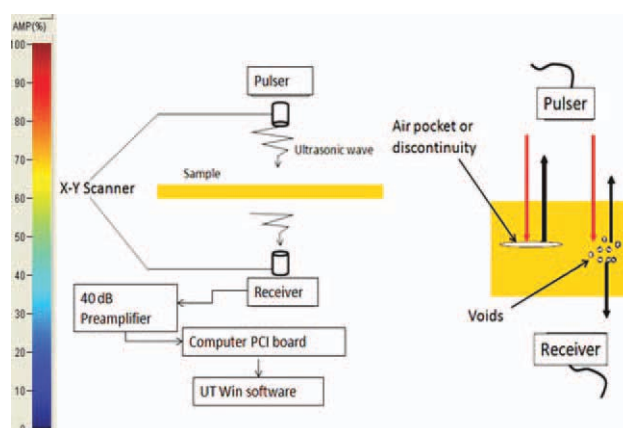 AMP(%)
100
90
80
70
60
50
40
30
20
10
0
Pulser
Ultrasonic wave
Sample
X-Y Scanner
Receiver
40 dB
Preamplifier
Computer PCI board
UT Win software
Pulser
Air pocket or
discontinuity
Voids
Receiver